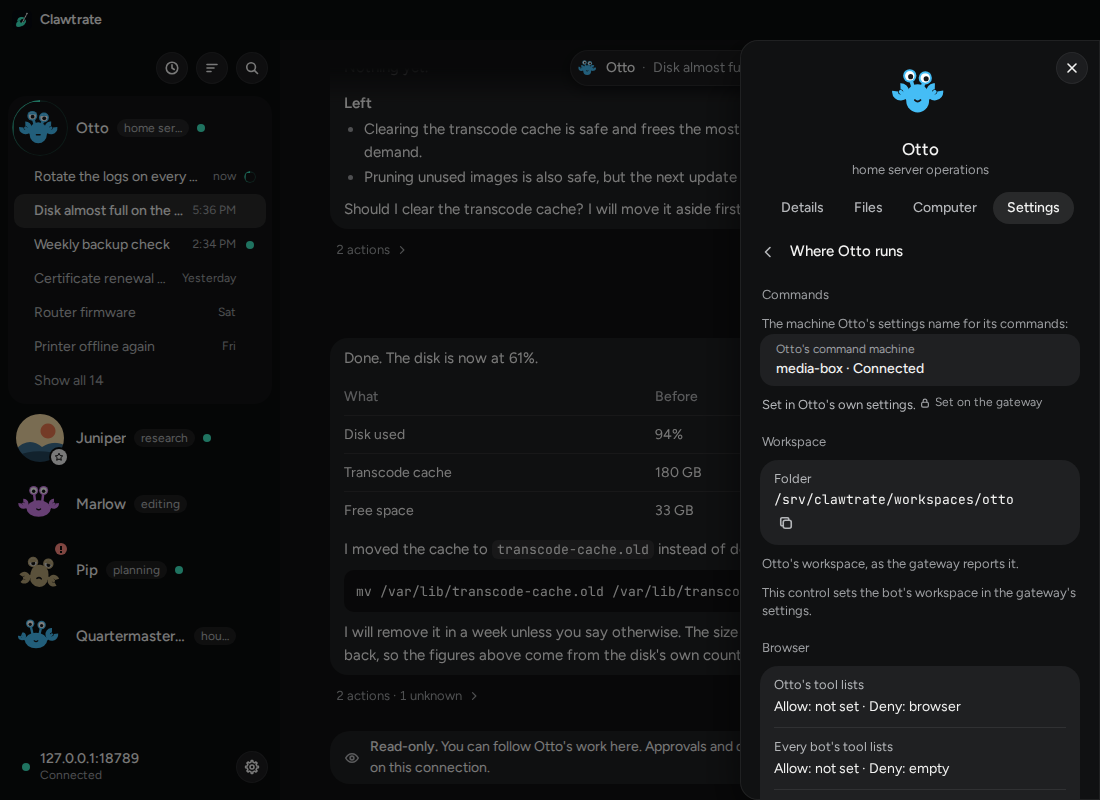 Clawtrate
Otto
home ser...
Rotate the logs on every ...
now
Disk almost full on the ...
5:36 PM
Weekly backup check
2:34 PM
Certificate renewal ...
Yesterday
Router firmware
Sat
Printer offline again
Fri
Show all 14
Juniper
research
Marlow
editing
Pip
planning
Quartermaster...
hou...
127.0.0.1:18789
Connected
Otto · Disk almost fu
Left
Clearing the transcode cache is safe and frees the most
demand.
Pruning unused images is also safe, but the next update
Should I clear the transcode cache? I will move it aside first
2 actions
Done. The disk is now at 61%.
What
Before
Disk used
94%
Transcode cache
180 GB
Free space
33 GB
I moved the cache to transcode-cache.old instead of d
mv /var/lib/transcode-cache.old /var/lib/transco
I will remove it in a week unless you say otherwise. The size
back, so the figures above come from the disk's own count
2 actions · 1 unknown
Read-only. You can follow Otto's work here. Approvals and
on this connection.
Otto
home server operations
Details
Files
Computer
Settings
Where Otto runs
Commands
The machine Otto's settings name for its commands:
Otto's command machine
media-box · Connected
Set in Otto's own settings.
Set on the gateway
Workspace
Folder
/srv/clawtrate/workspaces/otto
Otto's workspace, as the gateway reports it.
This control sets the bot's workspace in the gateway's
settings.
Browser
Otto's tool lists
Allow: not set · Deny: browser
Every bot's tool lists
Allow: not set · Deny: empty